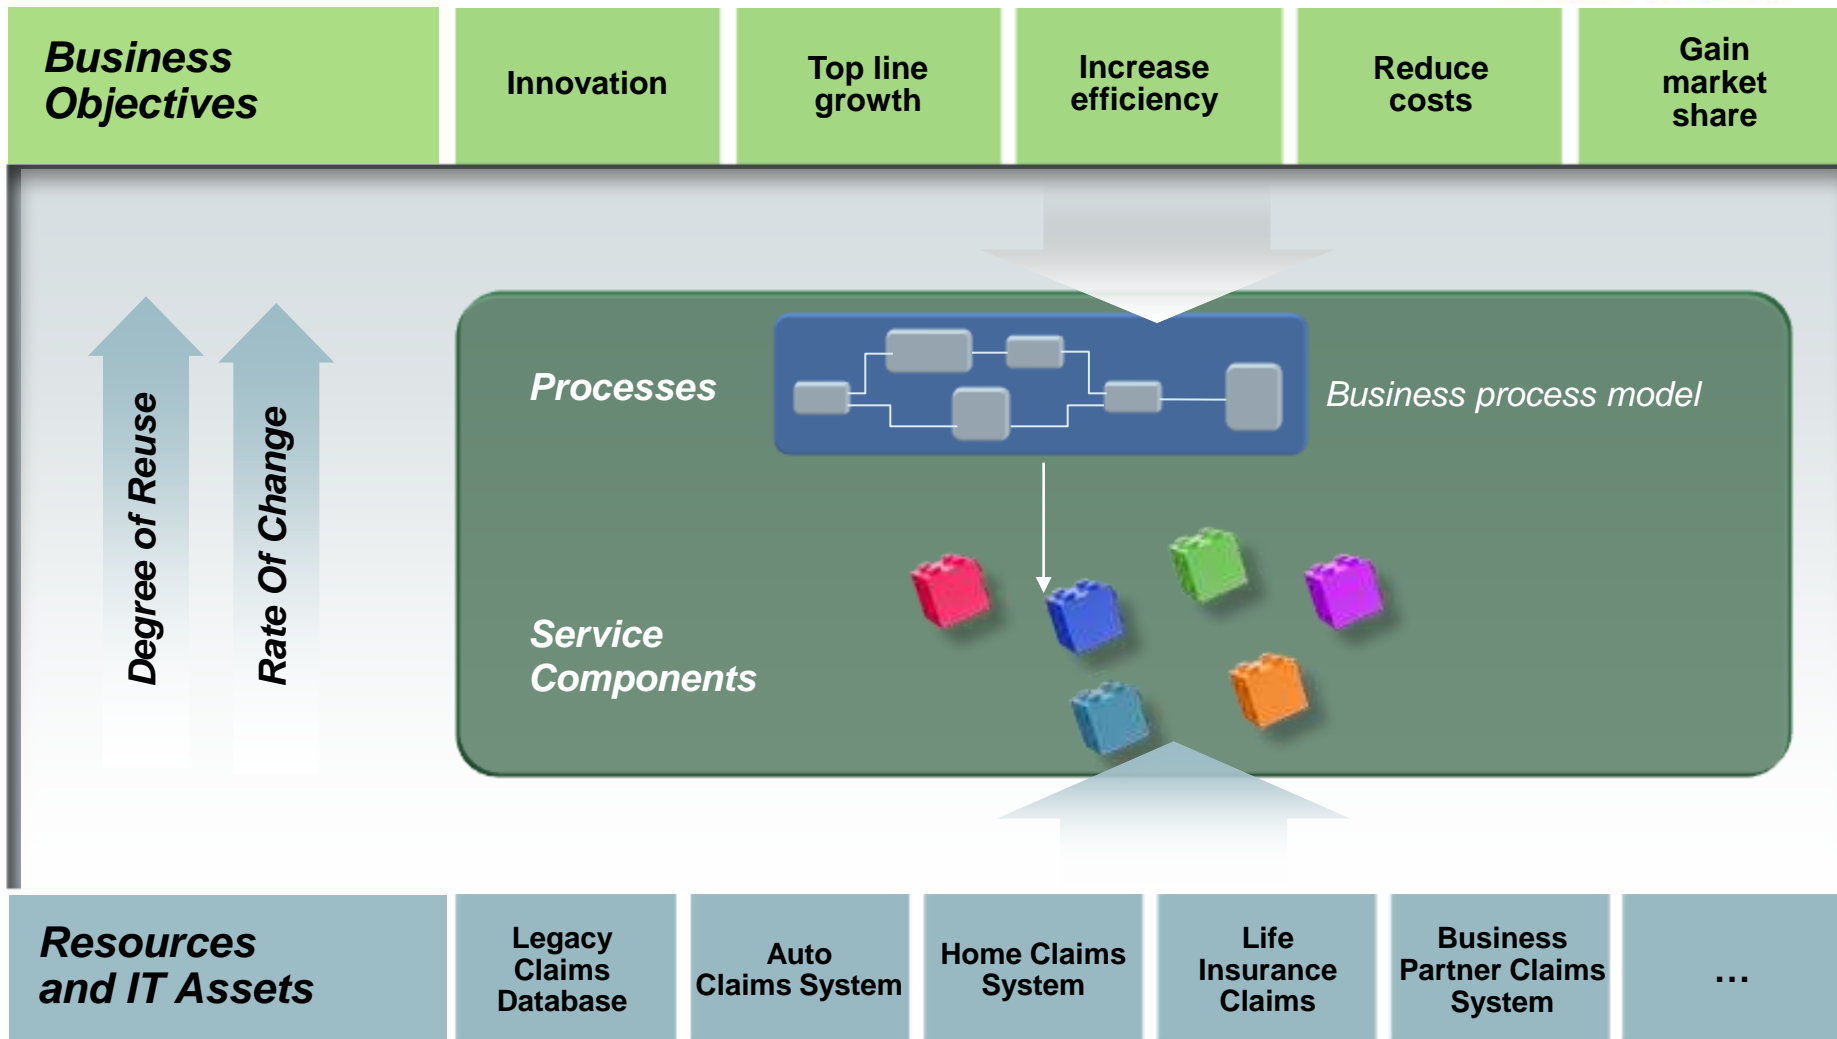 Business
Objectives
Innovation
Top line
growth
Increase
efficiency
Reduce
costs
Gain
market
share
Degree of Reuse
Rate Of Change
Processes
Business process model
Service
Components
Resources
and IT Assets
Legacy
Claims
Database
Auto
Claims System
Home Claims
System
Life
Insurance
Claims
Business
Partner Claims
System
...